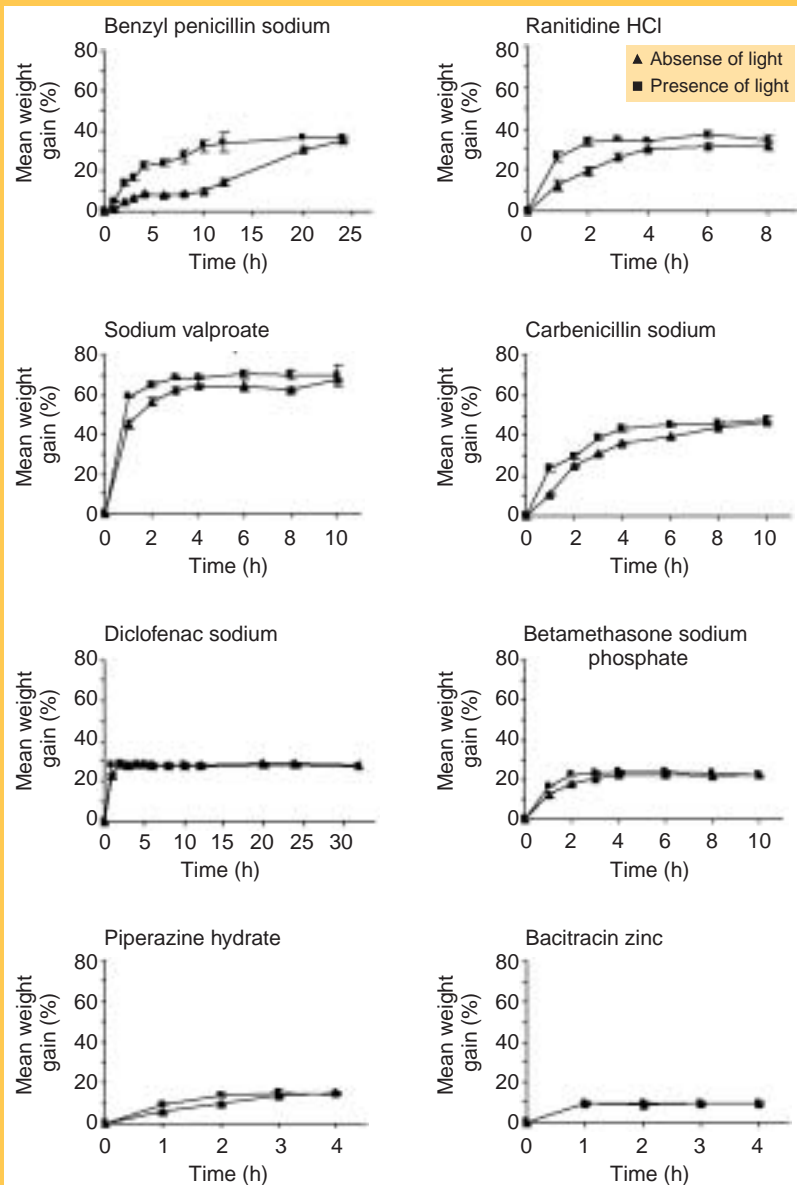 Benzyl penicillin sodium
Mean weight
gain (%)
80
60
40
20
0
0 5 10 15 20 25
Time (h)
Ranitidine HCl
▲ Absense of light
■ Presence of light
Mean weight
gain (%)
80
60
40
20
0
0 2 4 6 8
Time (h)
Sodium valproate
Mean weight
gain (%)
80
60
40
20
0
0 2 4 6 8 10
Time (h)
Carbenicillin sodium
Mean weight
gain (%)
80
60
40
20
0
0 2 4 6 8 10
Time (h)
Diclofenac sodium
Mean weight
gain (%)
80
60
40
20
0
0 5 10 15 20 25 30
Time (h)
Betamethasone sodium
phosphate
Mean weight
gain (%)
80
60
40
20
0
0 2 4 6 8 10
Time (h)
Piperazine hydrate
Mean weight
gain (%)
80
60
40
20
0
0 1 2 3 4
Time (h)
Bacitracin zinc
Mean weight
gain (%)
80
60
40
20
0
0 1 2 3 4
Time (h)